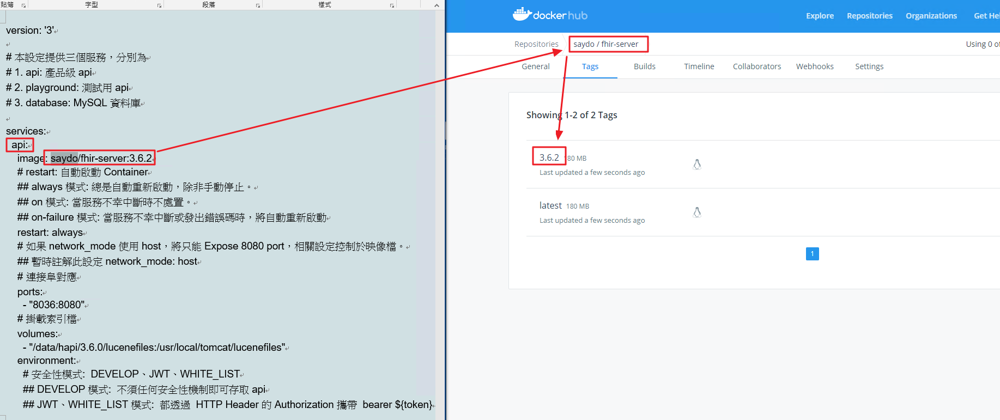 貼簿
字型
段落
樣式
version: '3'
# 本設定提供三個服務，分別為
# 1. api: 產品級 api
# 2. playground: 測試用 api
# 3. database: MySQL 資料庫
services:
api:
image: saydo/fhir-server:3.6.2
# restart: 自動啟動 Container
## always 模式: 總是自動重新啟動，除非手動停止。
## on 模式: 當服務不幸中斷時不處置。
## on-failure 模式: 當服務不幸中斷或發出錯誤碼時，將自動重新啟動
restart: always
# 如果 network_mode 使用 host，將只能 Expose 8080 port，相關設定控制於映像檔。
## 暫時註解此設定 network_mode: host
# 連接阜對應
ports:
- "8036:8080"
# 掛載索引檔
volumes:
- "/data/hapi/3.6.0/lucenefiles:/usr/local/tomcat/lucenefiles"
environment:
# 安全性模式: DEVELOP、JWT、WHITE_LIST
## DEVELOP 模式: 不須任何安全性機制即可存取 api
## JWT、WHITE_LIST 模式: 都透過 HTTP Header 的 Authorization 攜帶 bearer ${token}
docker hub
Explore Repositories Organizations Get Hel
Repositories saydo / fhir-server Using 0 of
General Tags Builds Timeline Collaborators Webhooks Settings
Showing 1-2 of 2 Tags
3.6.2 80 MB
Last updated a few seconds ago
latest 180 MB
Last updated a few seconds ago
1